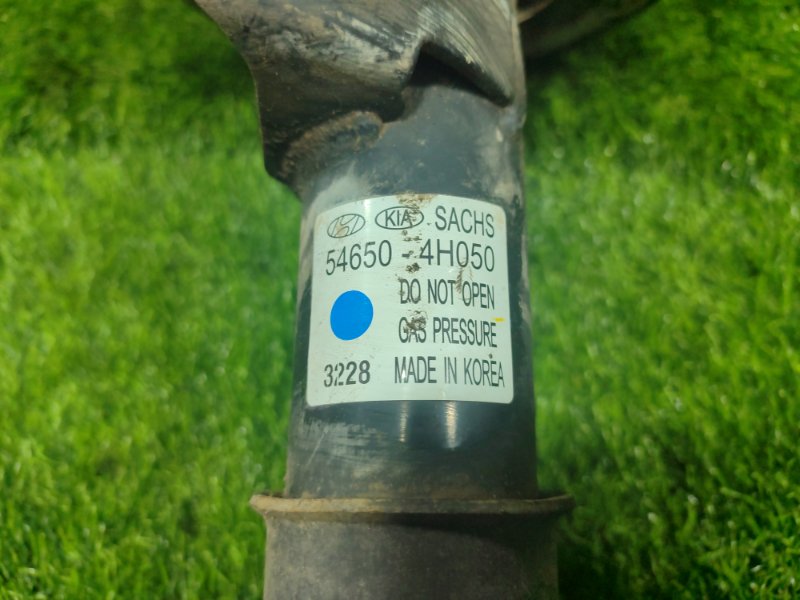 KIA SACHS
54650-4H050
DO NOT OPEN
GAS PRESSURE
3228 MADE IN KOREA